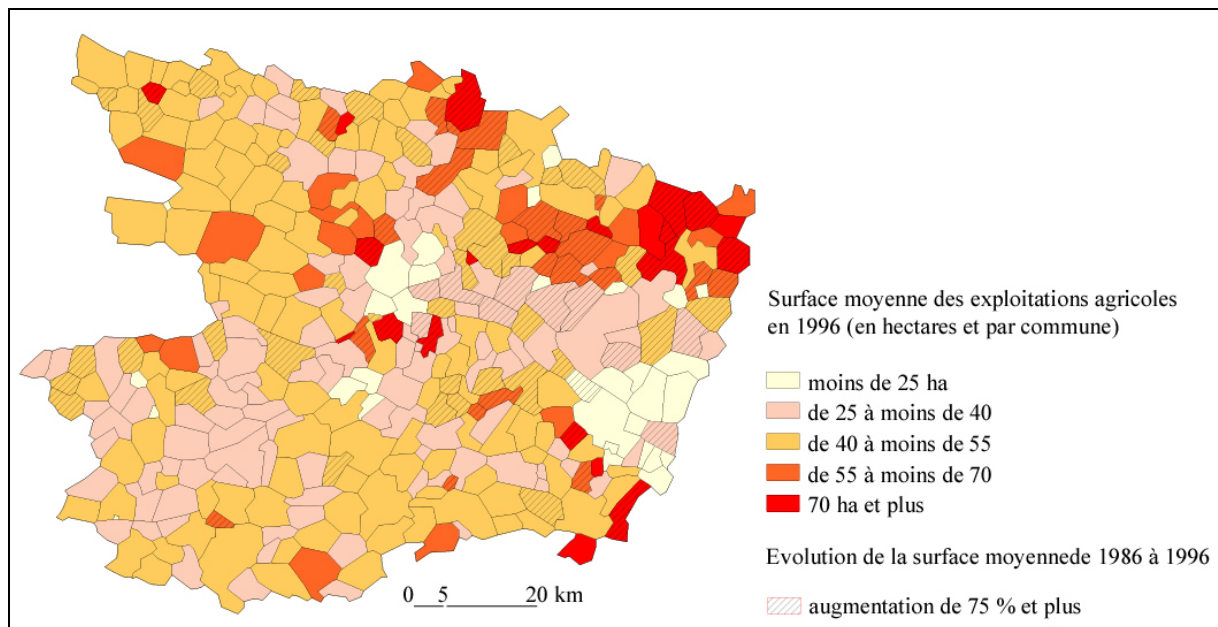 Surface moyenne des exploitations agricoles
en 1996 (en hectares et par commune)
moins de 25 ha
de 25 à moins de 40
de 40 à moins de 55
de 55 à moins de 70
70 ha et plus
Evolution de la surface moyennede 1986 à 1996
augmentation de 75 % et plus
0 5 20 km